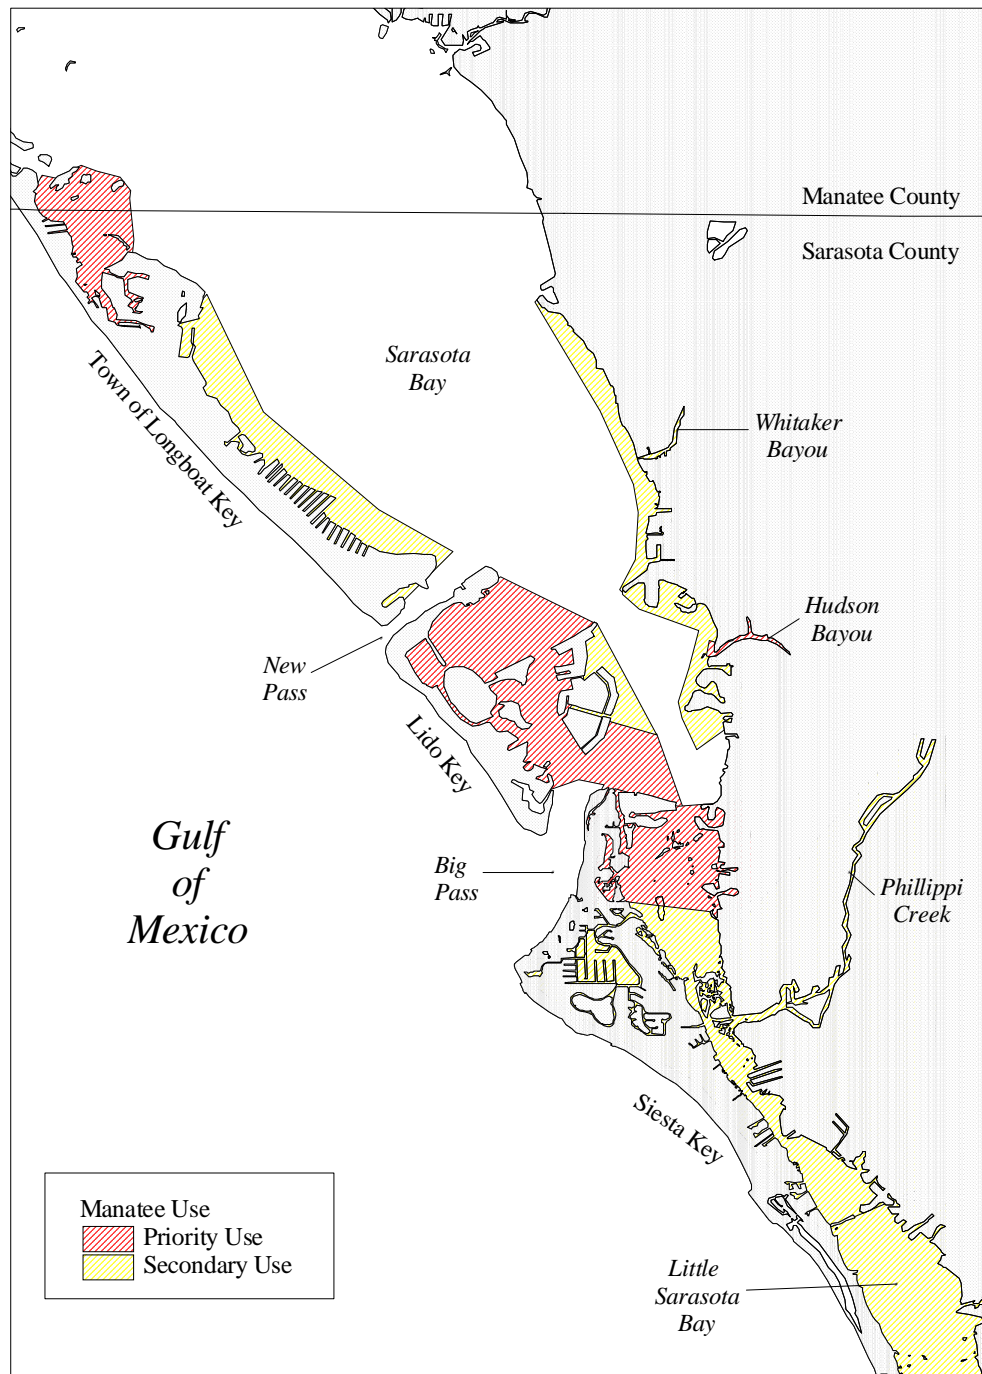 Manatee County
Sarasota County
Sarasota
Bay
Town of Longboat Key
Whitaker
Bayou
Hudson
Bayou
New
Pass
Lido Key
Gulf
of
Mexico
Big
Pass
Phillippi
Creek
Siesta Key
Manatee Use
Priority Use
Secondary Use
Little
Sarasota
Bay